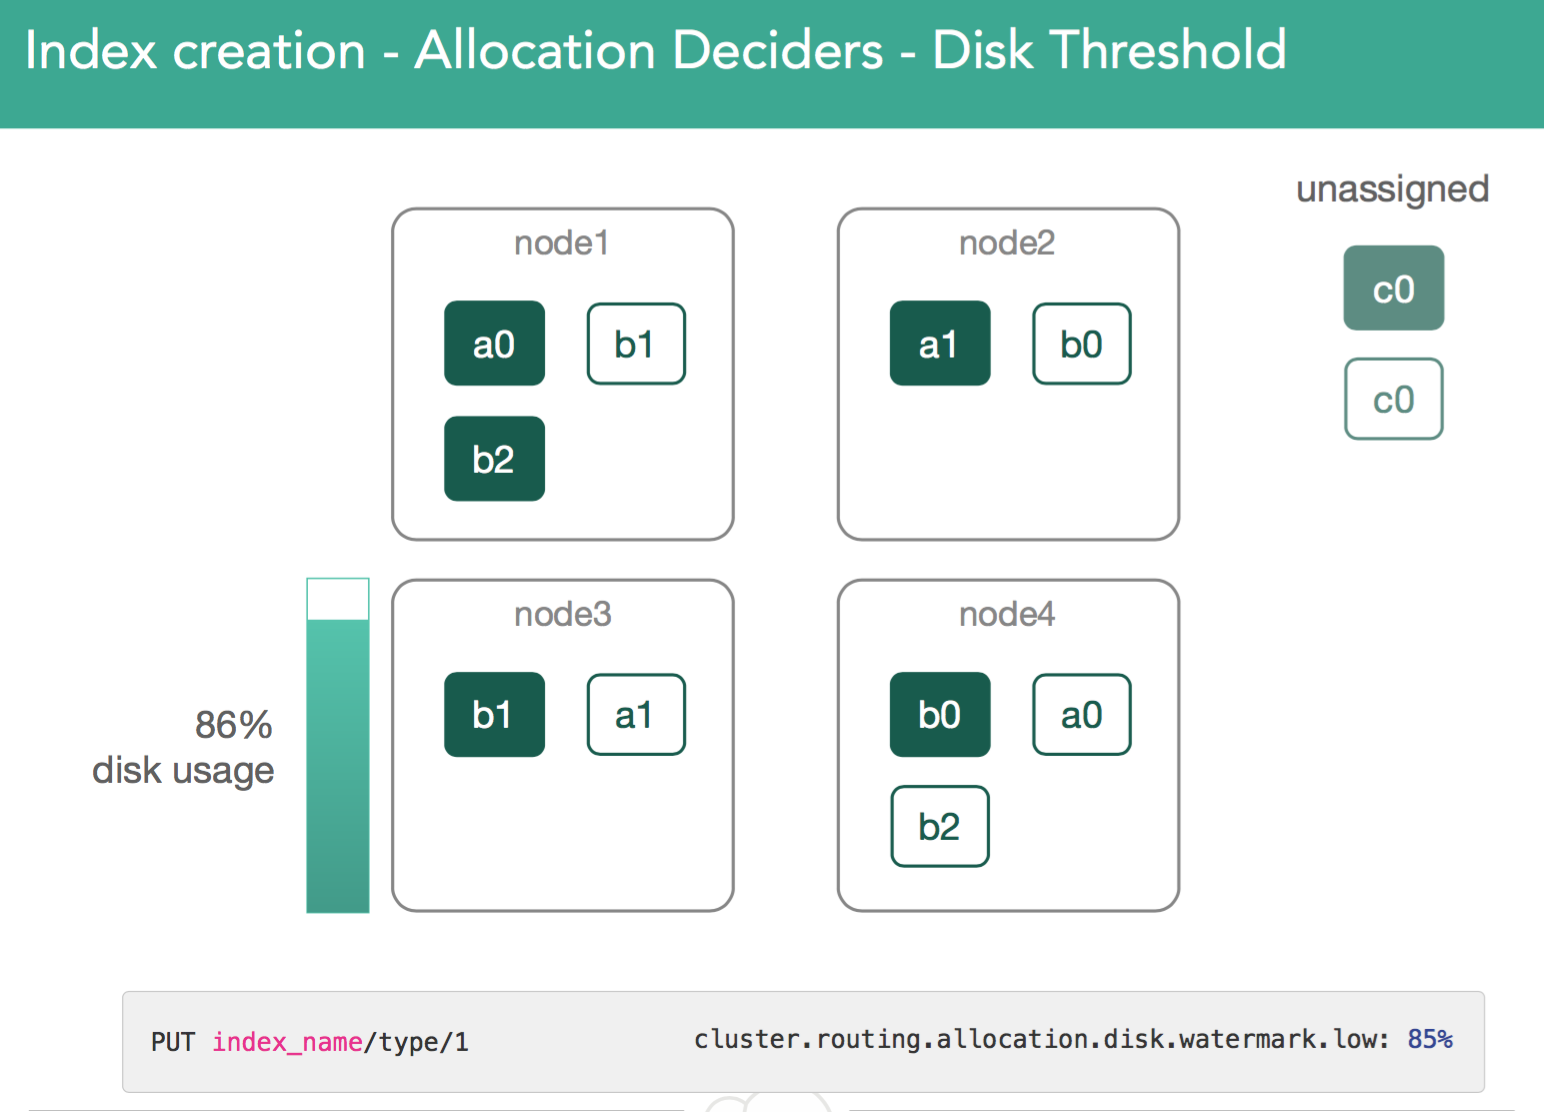 Index creation - Allocation Deciders - Disk Threshold
unassigned
c0
c0
node1
a0 b1
b2
node2
a1 b0
86%
disk usage
node3
b1 a1
node4
b0 a0
b2
PUT index_name/type/1
cluster.routing.allocation.disk.watermark.low: 85%